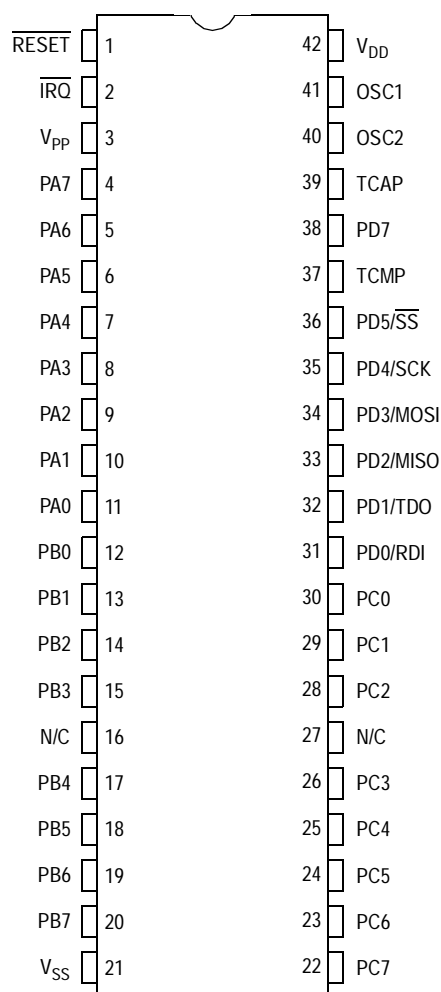 RESET 1 42 VDD
IRQ 2 41 OSC1
VPP 3 40 OSC2
PA7 4 39 TCAP
PA6 5 38 PD7
PA5 6 37 TCMP
PA4 7 36 PD5/SS
PA3 8 35 PD4/SCK
PA2 9 34 PD3/MOSI
PA1 10 33 PD2/MISO
PA0 11 32 PD1/TDO
PB0 12 31 PD0/RDI
PB1 13 30 PC0
PB2 14 29 PC1
PB3 15 28 PC2
N/C 16 27 N/C
PB4 17 26 PC3
PB5 18 25 PC4
PB6 19 24 PC5
PB7 20 23 PC6
VSS 21 22 PC7